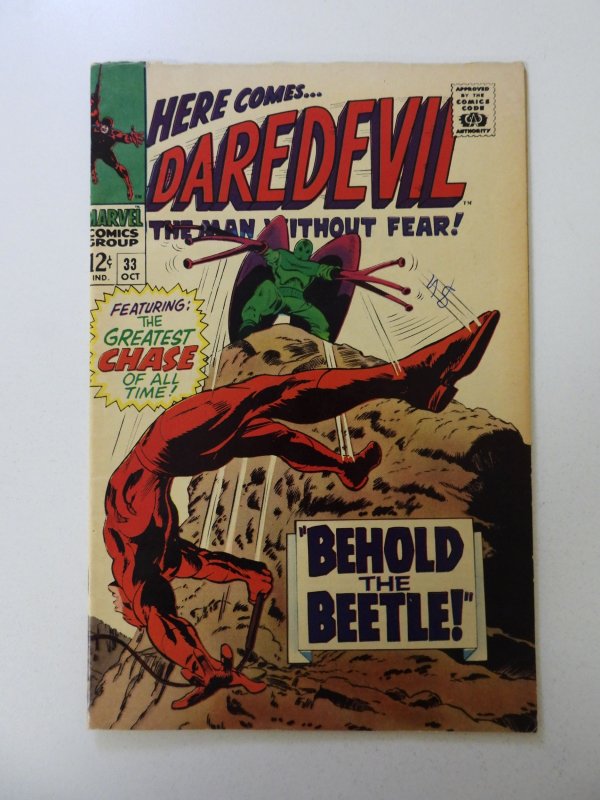 HERE COMES...
DAREDEVIL
™
THE MAN WITHOUT FEAR!
APPROVED
BY THE
COMICS
CODE
AUTHORITY
MARVEL
COMICS
GROUP
12¢
IND.
33
OCT
FEATURING:
THE
GREATEST
CHASE
OF ALL
TIME!
"BEHOLD
THE
BEETLE!"